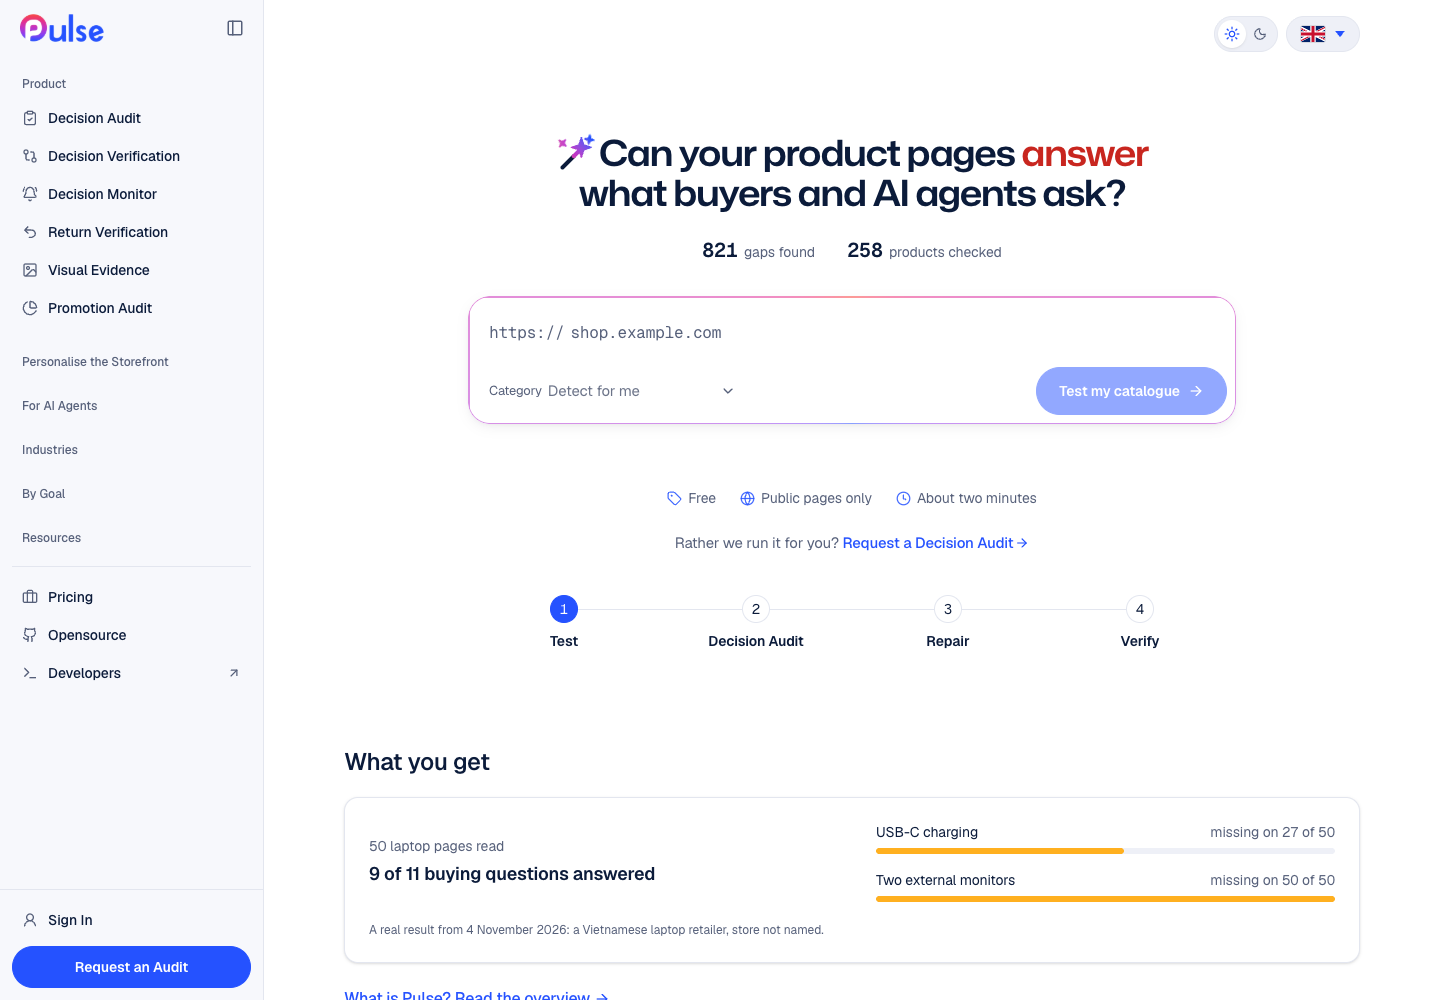 Pulse
Product
Decision Audit
Decision Verification
Decision Monitor
Return Verification
Visual Evidence
Promotion Audit
Personalise the Storefront
For AI Agents
Industries
By Goal
Resources
Pricing
Opensource
Developers
Sign In
Request an Audit
Can your product pages answer
what buyers and AI agents ask?
821 gaps found 258 products checked
https:// shop.example.com
Category Detect for me
Test my catalogue
Free Public pages only About two minutes
Rather we run it for you? Request a Decision Audit
1 2 3 4
Test Decision Audit Repair Verify
What you get
50 laptop pages read
9 of 11 buying questions answered
A real result from 4 November 2026: a Vietnamese laptop retailer, store not named.
USB-C charging missing on 27 of 50
Two external monitors missing on 50 of 50
What is Pulse? Read the overview